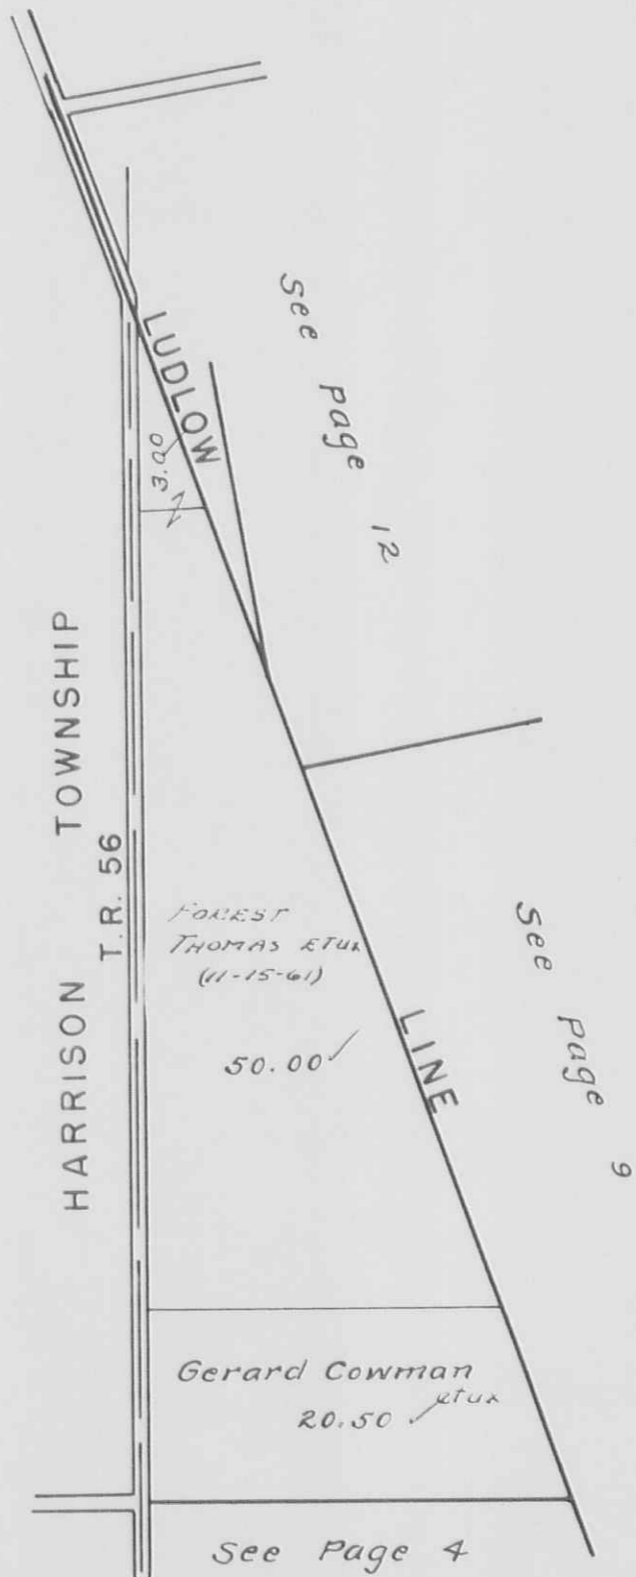 LUDLOW
See page 12
3.00
HARRISON TOWNSHIP
T.R. 56
FOREST
THOMAS ETUX
(11-15-61)
50.00
LINE
See page 9
Gerard Cowman
etux
20.50
See Page 4